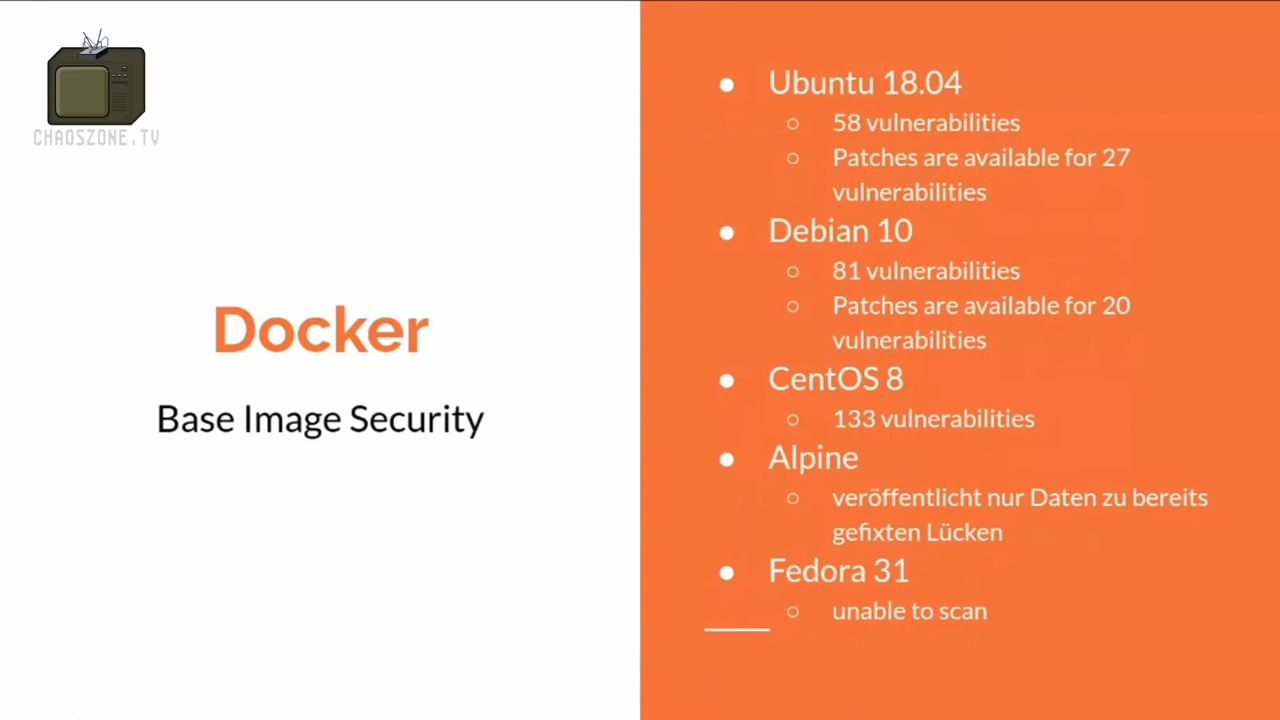 CHAOSZONE.TV
Docker
Base Image Security
● Ubuntu 18.04
○ 58 vulnerabilities
○ Patches are available for 27
vulnerabilities
● Debian 10
○ 81 vulnerabilities
○ Patches are available for 20
vulnerabilities
● CentOS 8
○ 133 vulnerabilities
● Alpine
○ veröffentlicht nur Daten zu bereits
gefixten Lücken
● Fedora 31
○ unable to scan